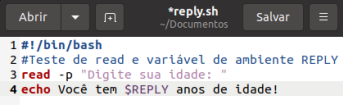 Abrir
*reply.sh
~/Documentos
Salvar
1 #!/bin/bash
2 #Teste de read e variável de ambiente REPLY
3 read -p "Digite sua idade: "
4 echo Você tem $REPLY anos de idade!